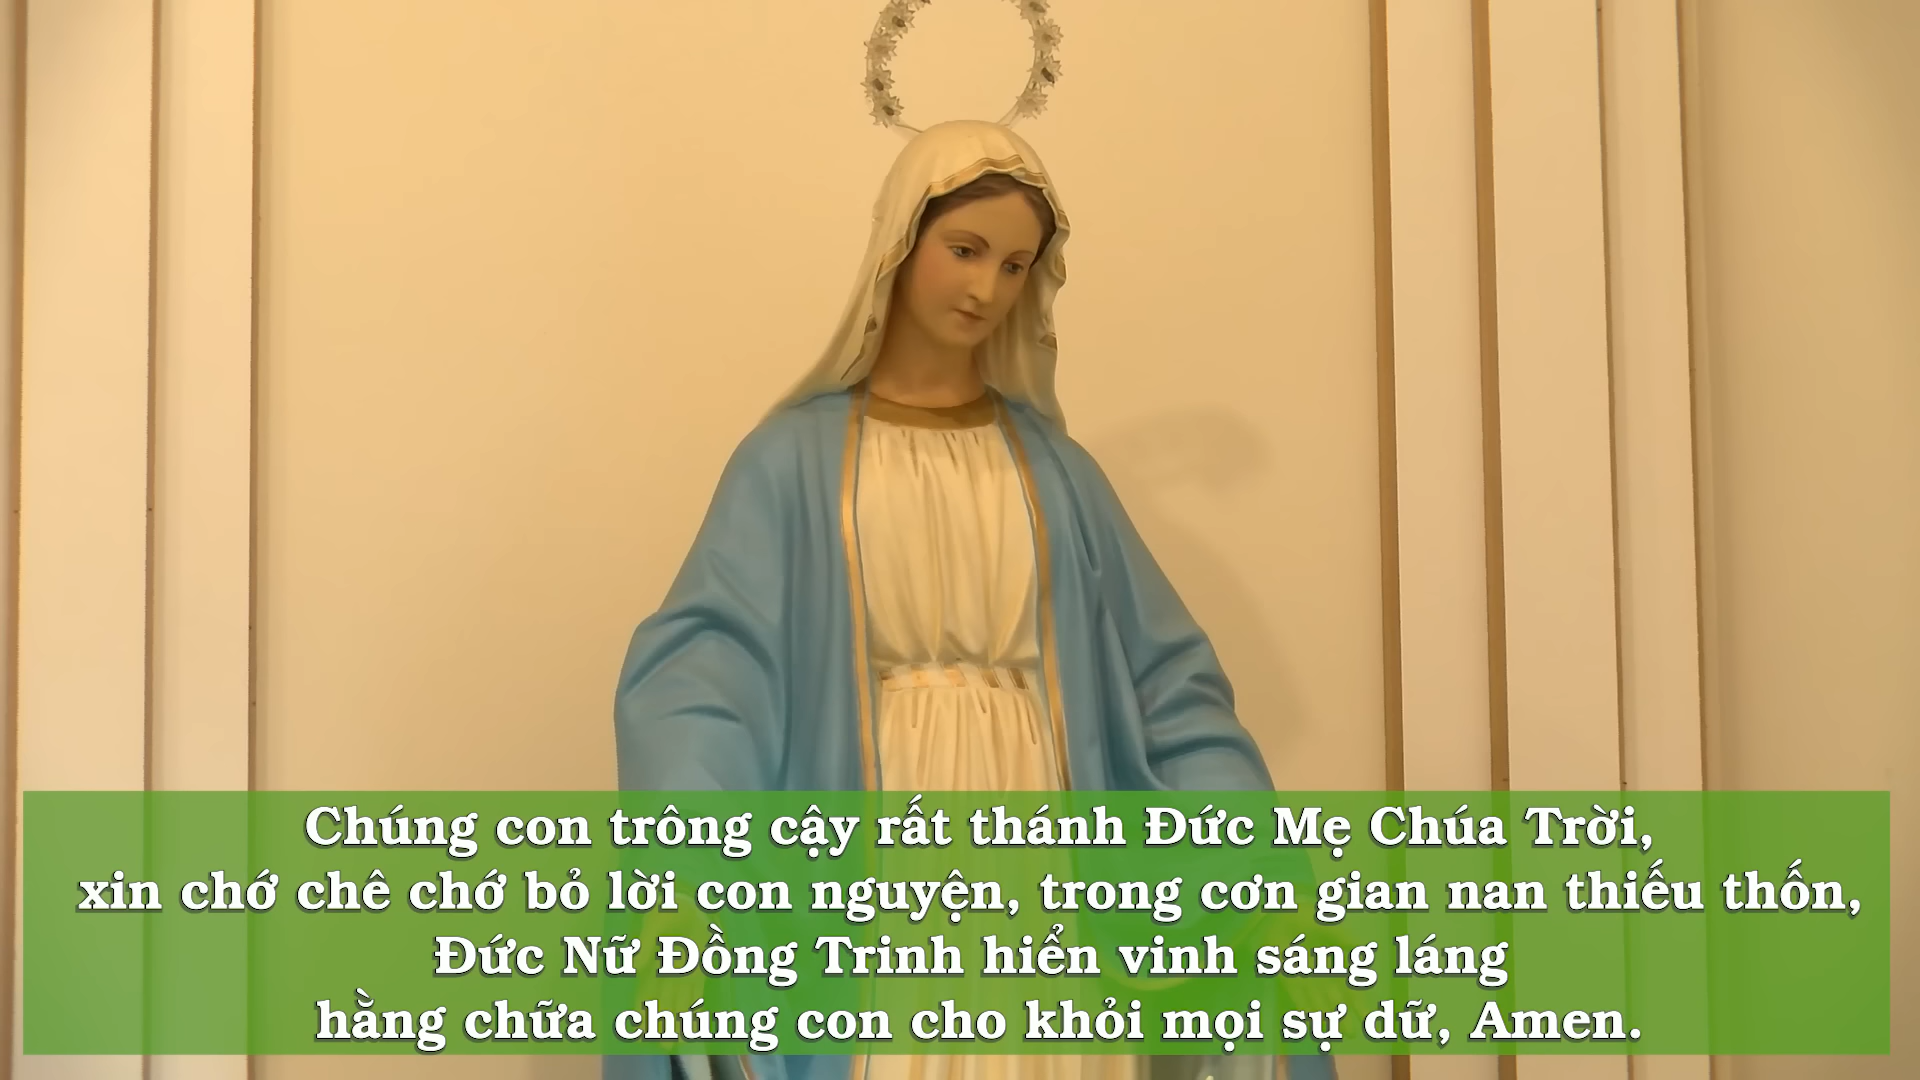 Chúng con trông cậy rất thánh Đức Mẹ Chúa Trời,
xin chớ chê chớ bỏ lời con nguyện, trong cơn gian nan thiếu thốn,
Đức Nữ Đồng Trinh hiển vinh sáng láng
hằng chữa chúng con cho khỏi mọi sự dữ, Amen.